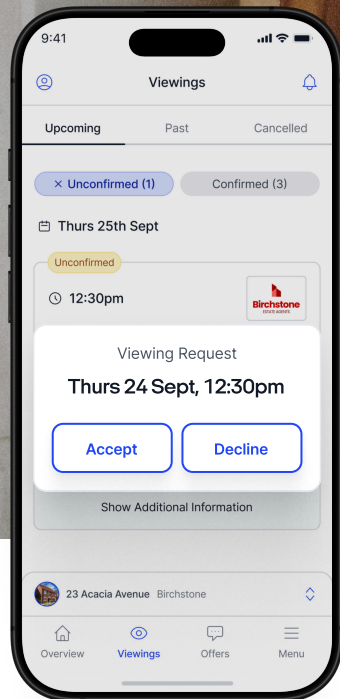 9:41
Viewings
Upcoming Past Cancelled
× Unconfirmed (1) Confirmed (3)
Thurs 25th Sept
Unconfirmed
12:30pm
Birchstone
ESTATE AGENTS
Viewing Request
Thurs 24 Sept, 12:30pm
Accept Decline
Show Additional Information
23 Acacia Avenue Birchstone
Overview Viewings Offers Menu